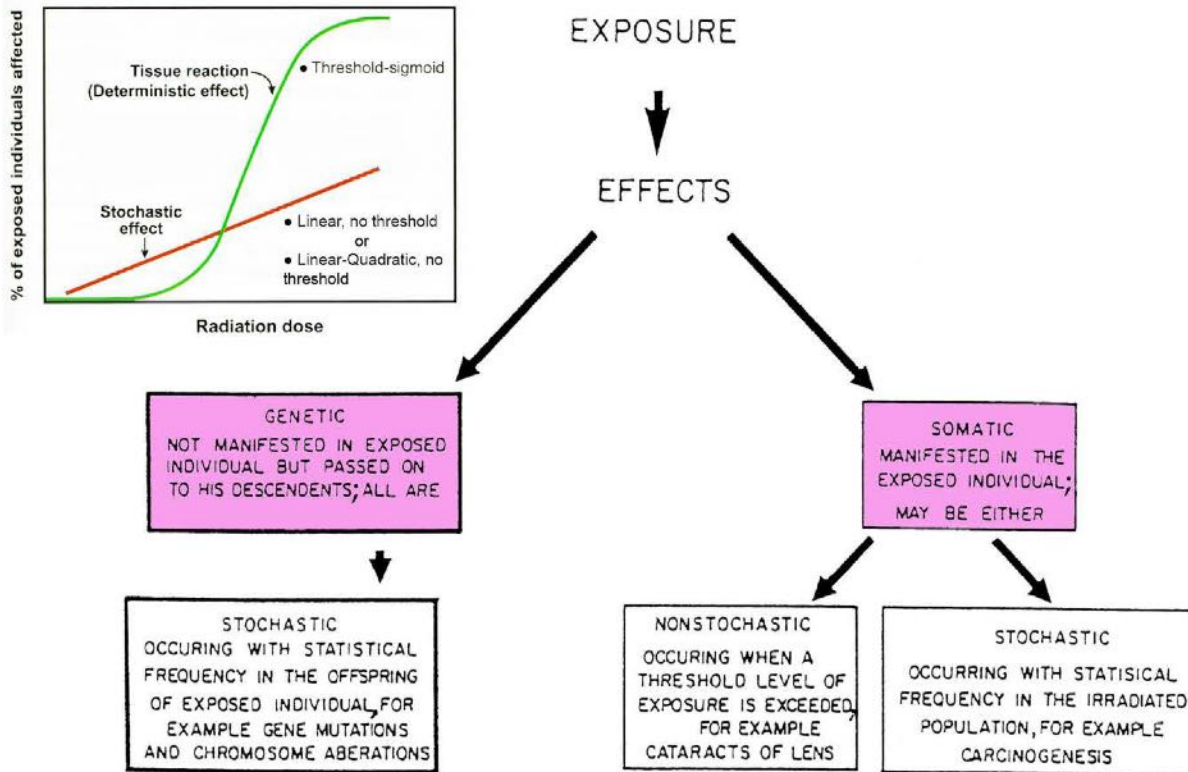 % of exposed individuals affected
Tissue reaction
(Deterministic effect)
● Threshold-sigmoid
Stochastic
effect
● Linear, no threshold
or
● Linear-Quadratic, no
threshold
Radiation dose
EXPOSURE
EFFECTS
GENETIC
NOT MANIFESTED IN EXPOSED
INDIVIDUAL BUT PASSED ON
TO HIS DESCENDENTS; ALL ARE
SOMATIC
MANIFESTED IN THE
EXPOSED INDIVIDUAL;
MAY BE EITHER
STOCHASTIC
OCCURING WITH STATISTICAL
FREQUENCY IN THE OFFSPRING
OF EXPOSED INDIVIDUAL, FOR
EXAMPLE GENE MUTATIONS
AND CHROMOSOME ABERATIONS
NONSTOCHASTIC
OCCURING WHEN A
THRESHOLD LEVEL OF
EXPOSURE IS EXCEEDED,
FOR EXAMPLE
CATARACTS OF LENS
STOCHASTIC
OCCURRING WITH STATISICAL
FREQUENCY IN THE IRRADIATED
POPULATION, FOR EXAMPLE
CARCINOGENESIS